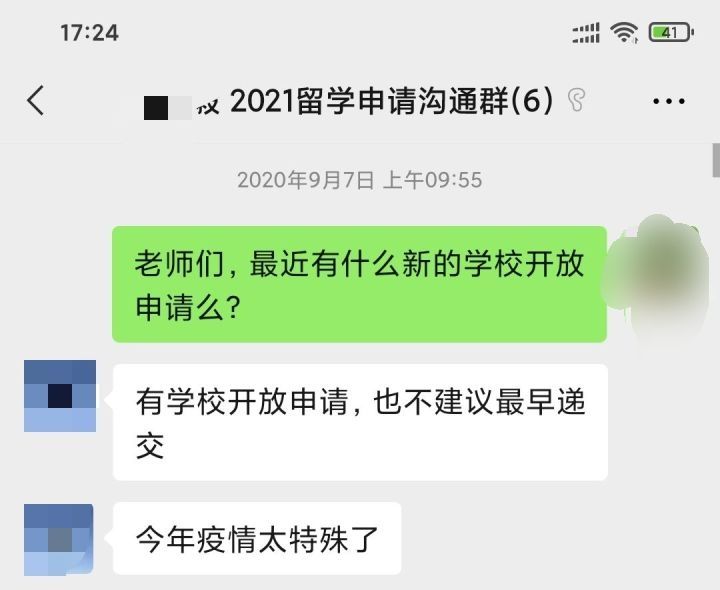 17:24
41
2021留学申请沟通群(6)
2020年9月7日 上午09:55
老师们，最近有什么新的学校开放
申请么？
有学校开放申请，也不建议最早递
交
今年疫情太特殊了